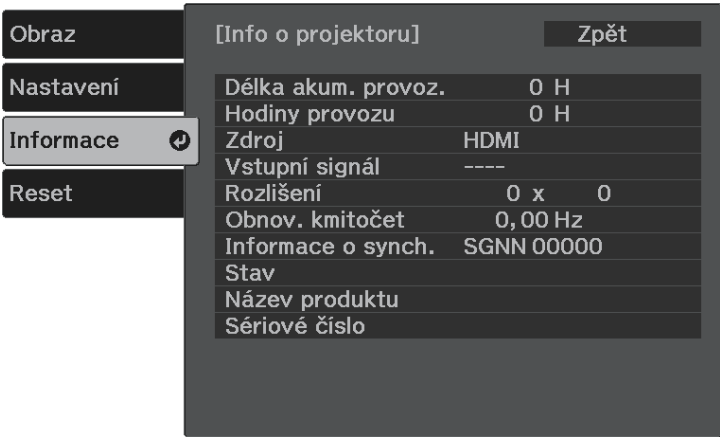 Obraz
Nastavení
Informace
Reset
[Info o projektoru] Zpět
Délka akum. provoz. 0 H
Hodiny provozu 0 H
Zdroj HDMI
Vstupní signál ----
Rozlišení 0 x 0
Obnov. kmitočet 0,00 Hz
Informace o synch. SGNN 00000
Stav
Název produktu
Sériové číslo